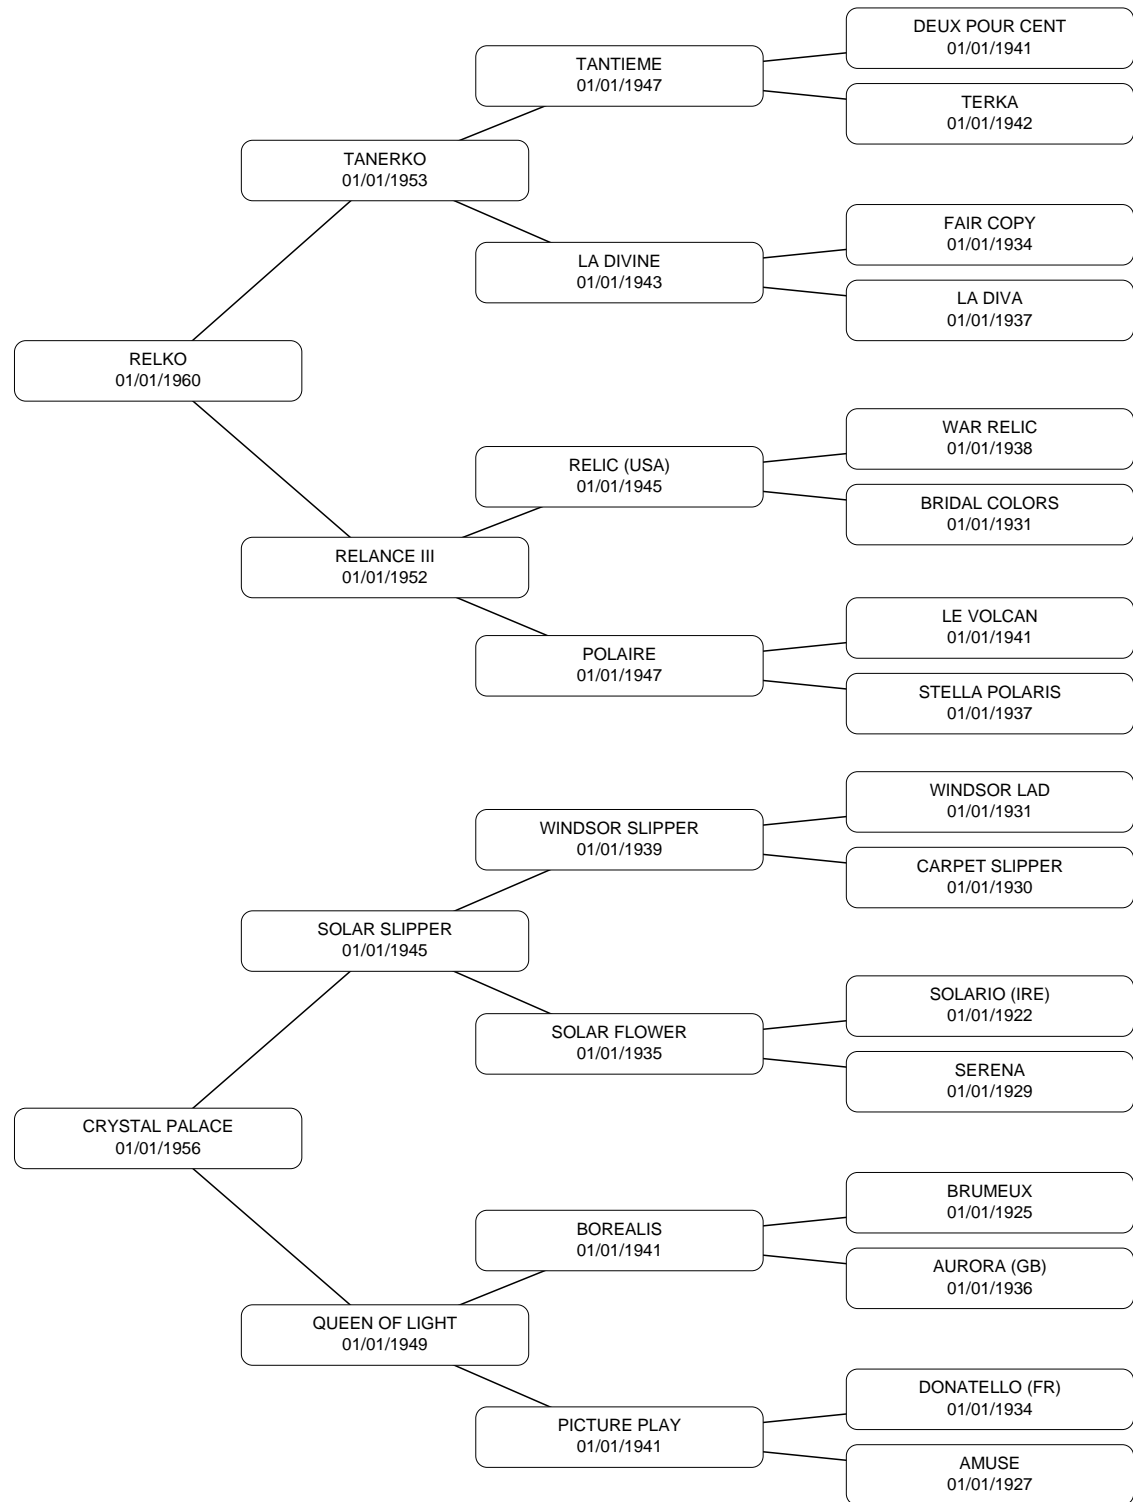 DEUX POUR CENT
01/01/1941
TANTIEME
01/01/1947
TERKA
01/01/1942
TANERKO
01/01/1953
FAIR COPY
01/01/1934
LA DIVINE
01/01/1943
LA DIVA
01/01/1937
RELKO
01/01/1960
WAR RELIC
01/01/1938
RELIC (USA)
01/01/1945
BRIDAL COLORS
01/01/1931
RELANCE III
01/01/1952
LE VOLCAN
01/01/1941
POLAIRE
01/01/1947
STELLA POLARIS
01/01/1937
WINDSOR LAD
01/01/1931
WINDSOR SLIPPER
01/01/1939
CARPET SLIPPER
01/01/1930
SOLAR SLIPPER
01/01/1945
SOLARIO (IRE)
01/01/1922
SOLAR FLOWER
01/01/1935
SERENA
01/01/1929
CRYSTAL PALACE
01/01/1956
BRUMEUX
01/01/1925
BOREALIS
01/01/1941
AURORA (GB)
01/01/1936
QUEEN OF LIGHT
01/01/1949
DONATELLO (FR)
01/01/1934
PICTURE PLAY
01/01/1941
AMUSE
01/01/1927